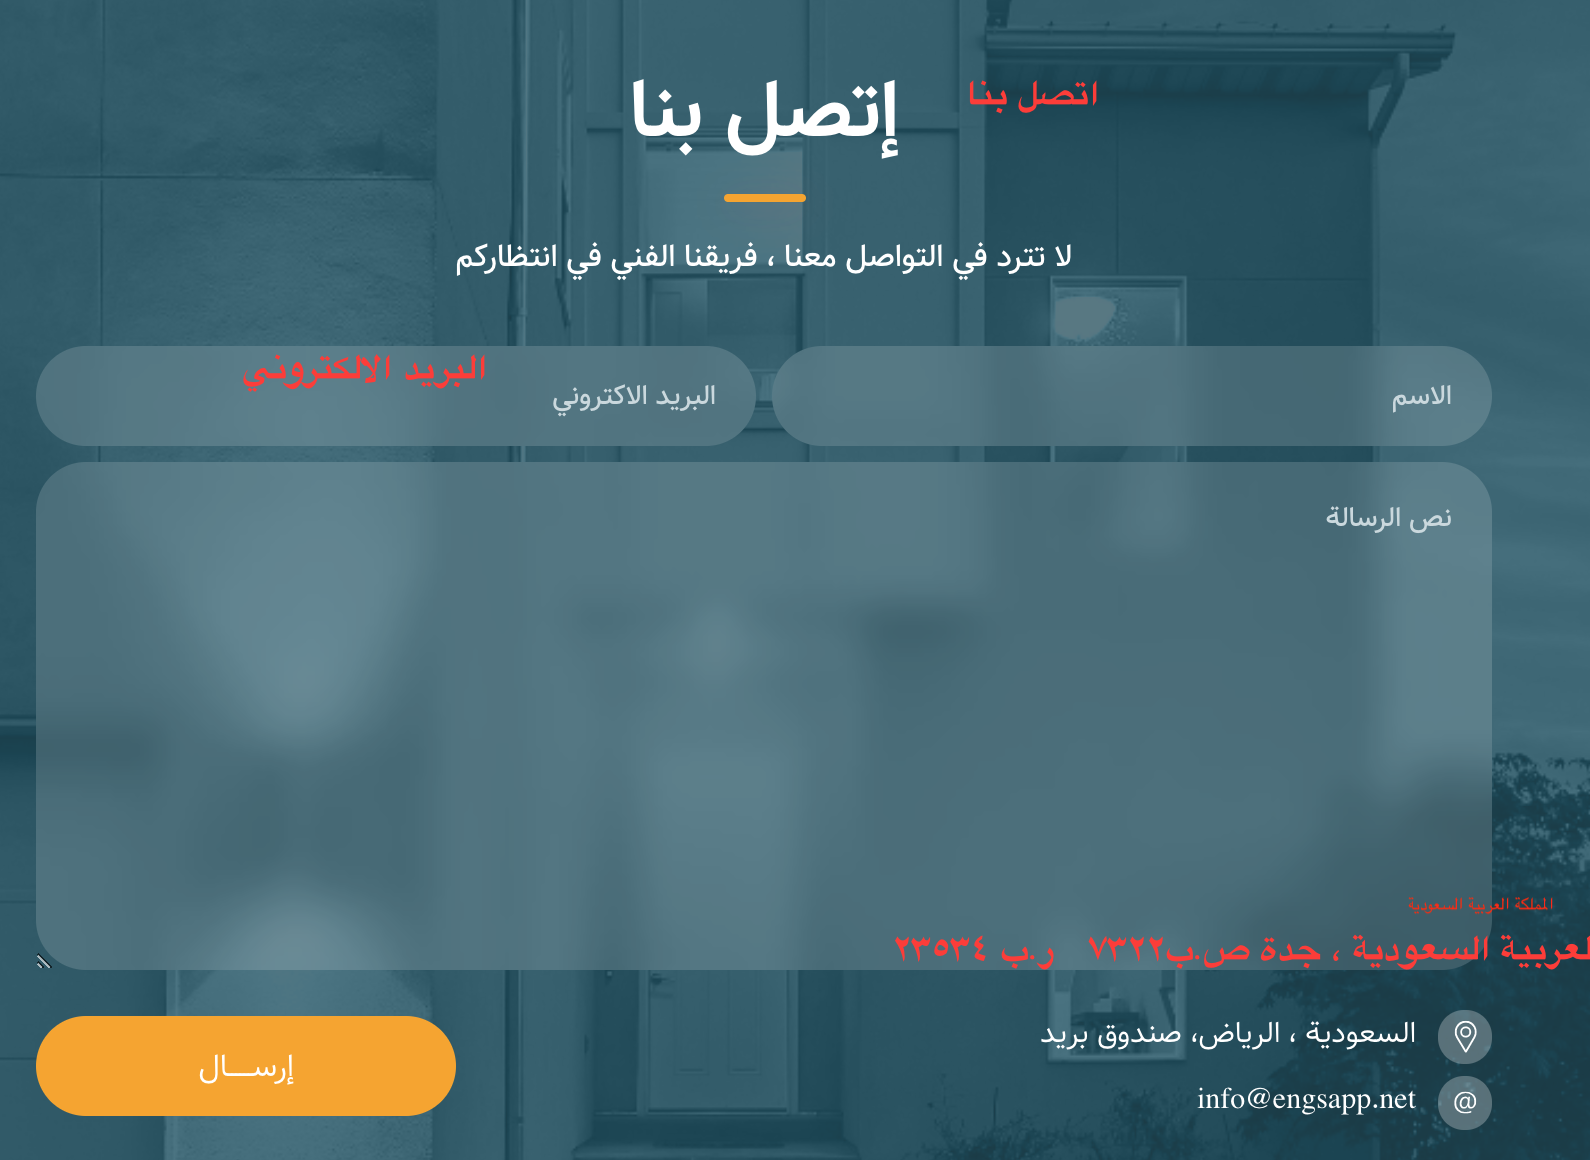 إتصل بنا
اتصل بنا
لا تترد في التواصل معنا ، فريقنا الفني في انتظاركم
الاسم
البريد الاكتروني
البريد الالكتروني
نص الرسالة
المملكة العربية السعودية
لعربية السعودية ، جدة ص.ب٧٣٢٢ ر.ب ٢٣٥٣٤
السعودية ، الرياض، صندوق بريد
info@engsapp.net
@
إرســال